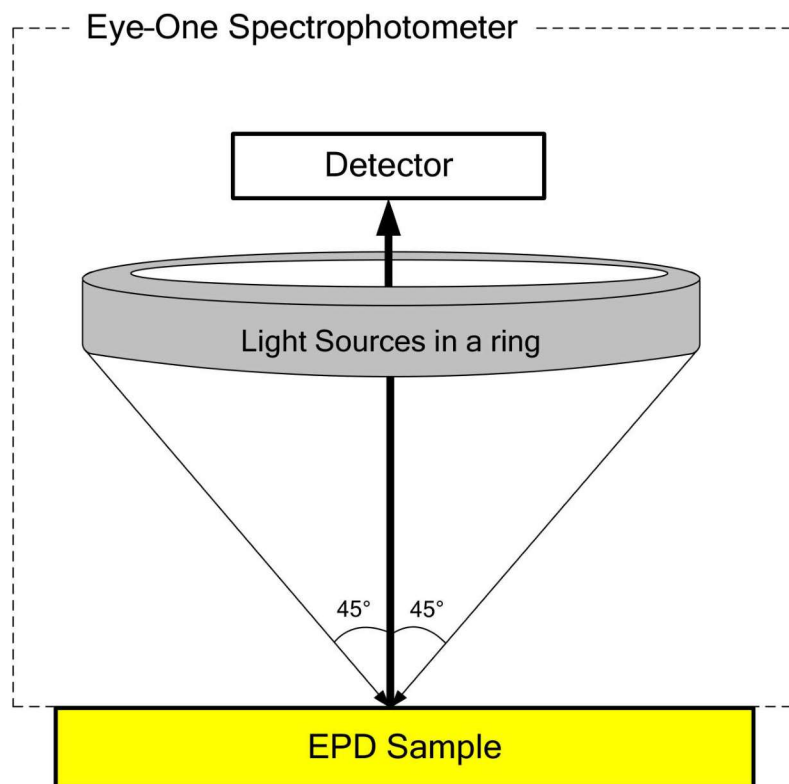 Eye-One Spectrophotometer
Detector
Light Sources in a ring
45° 45°
EPD Sample